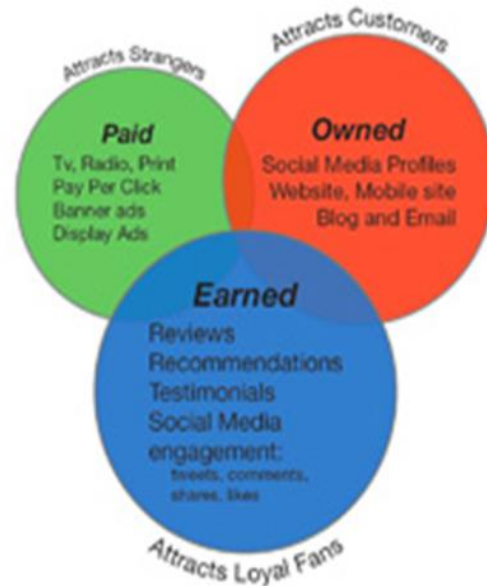 Attracts Strangers
Paid
Tv, Radio, Print
Pay Per Click
Banner ads
Display Ads
Attracts Customers
Owned
Social Media Profiles
Website, Mobile site
Blog and Email
Earned
Reviews
Recommendations
Testimonials
Social Media
engagement:
tweets, comments,
shares, likes
Attracts Loyal Fans